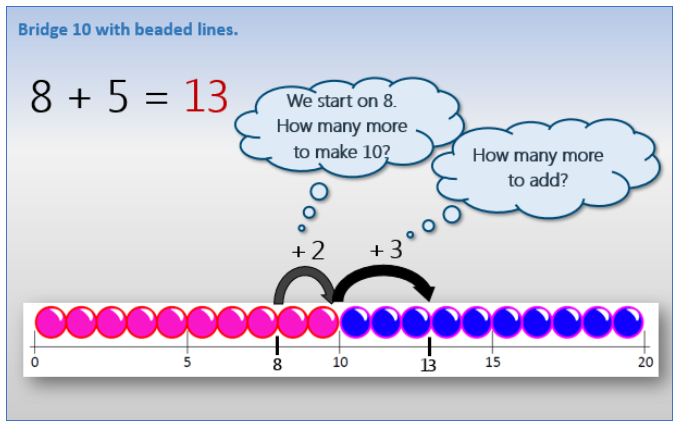 Bridge 10 with beaded lines.
8 + 5 = 13
We start on 8.
How many more
to make 10?
How many more
to add?
+ 2
+ 3
0 5 8 10 13 15 20